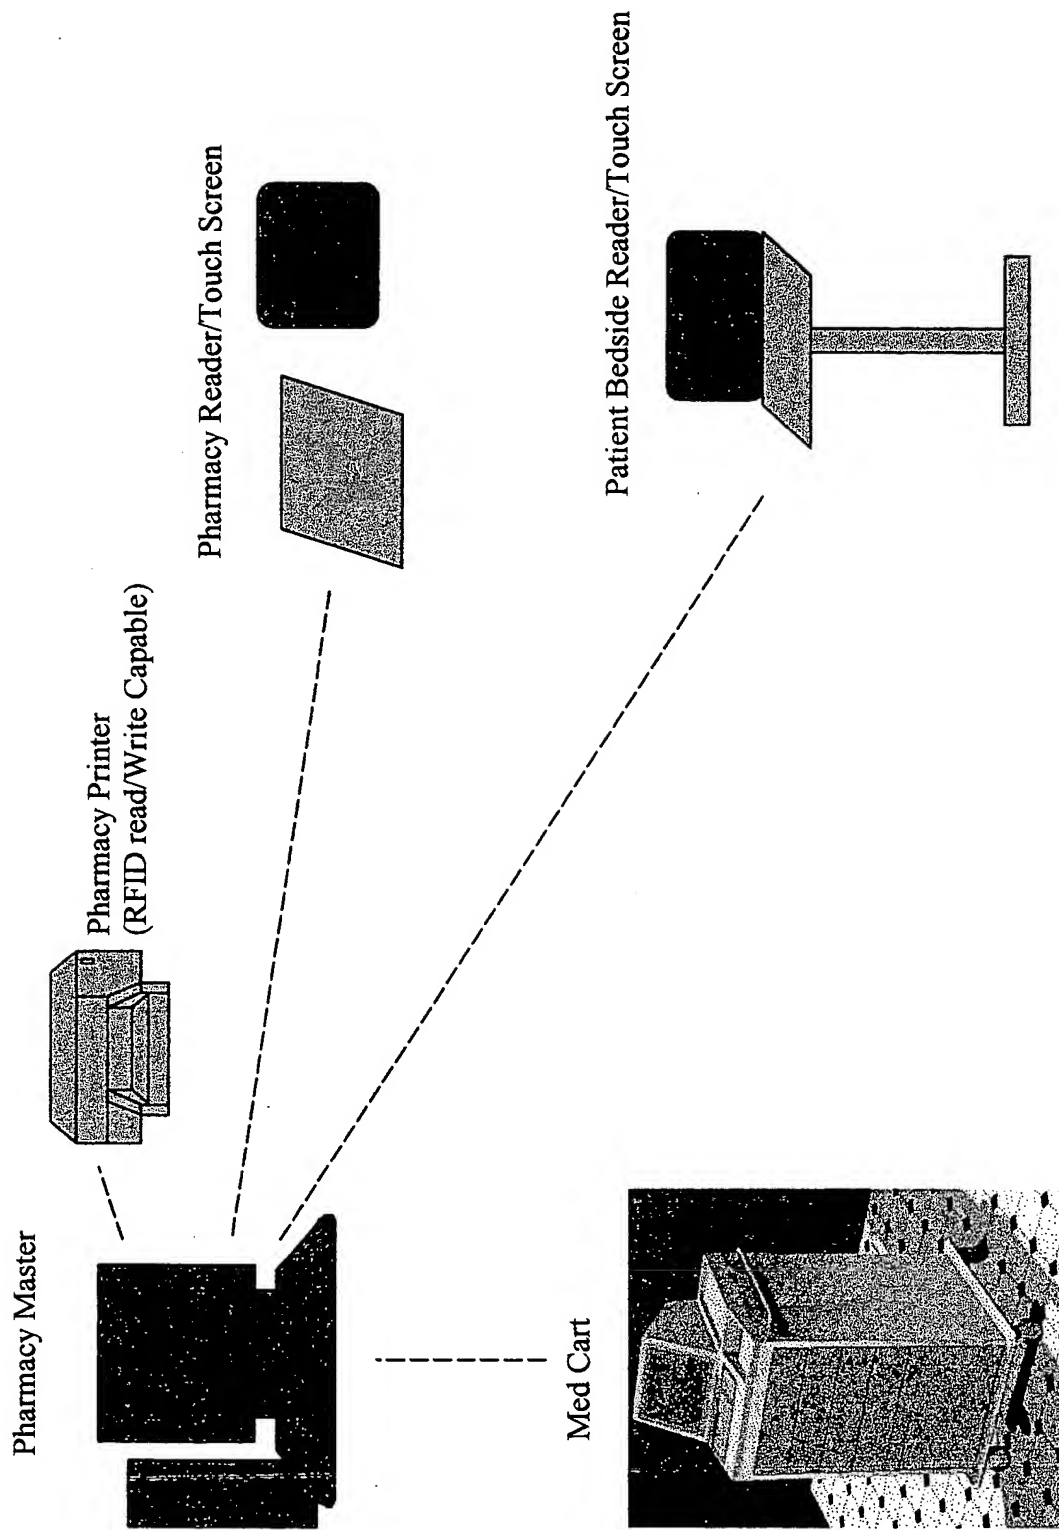 Pharmacy Master
Pharmacy Printer
(RFID read/Write Capable)
Pharmacy Reader/Touch Screen
Med Cart
Patient Bedside Reader/Touch Screen